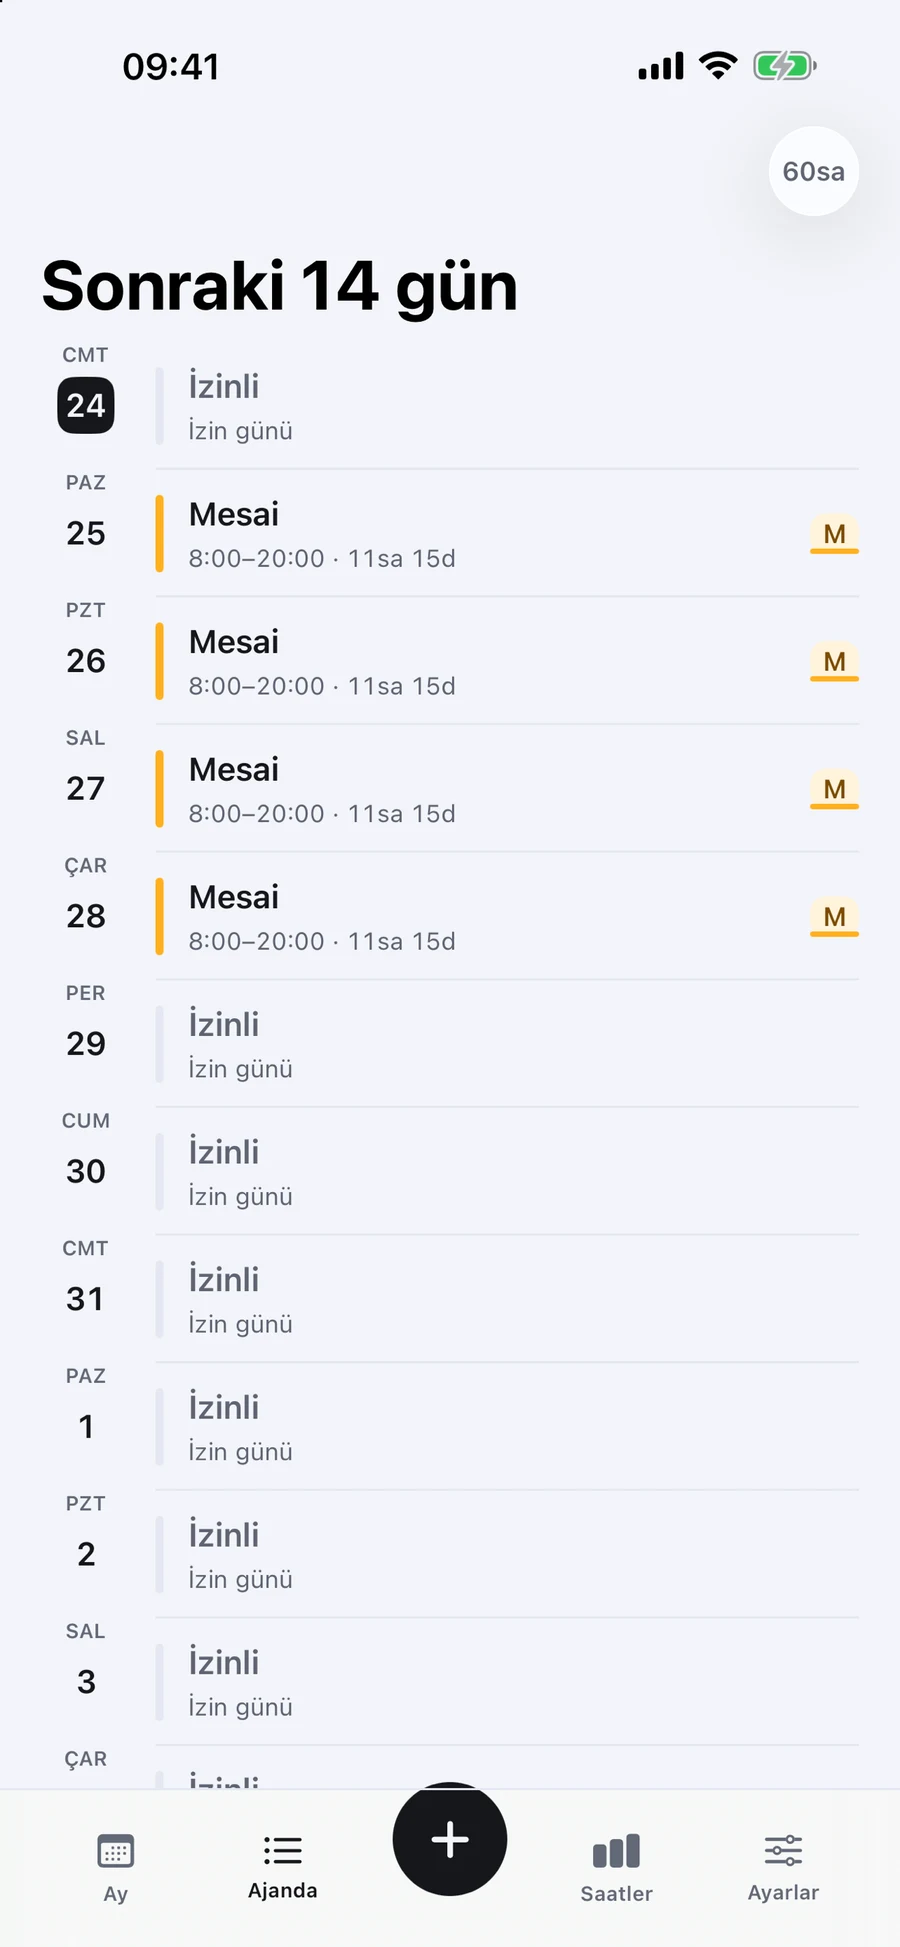 09:41
60sa
Sonraki 14 gün
CMT
24
İzinli
İzin günü
PAZ
25
Mesai
8:00–20:00 · 11sa 15d
M
PZT
26
Mesai
8:00–20:00 · 11sa 15d
M
SAL
27
Mesai
8:00–20:00 · 11sa 15d
M
ÇAR
28
Mesai
8:00–20:00 · 11sa 15d
M
PER
29
İzinli
İzin günü
CUM
30
İzinli
İzin günü
CMT
31
İzinli
İzin günü
PAZ
1
İzinli
İzin günü
PZT
2
İzinli
İzin günü
SAL
3
İzinli
İzin günü
ÇAR
İzinli
Ay
Ajanda
Saatler
Ayarlar